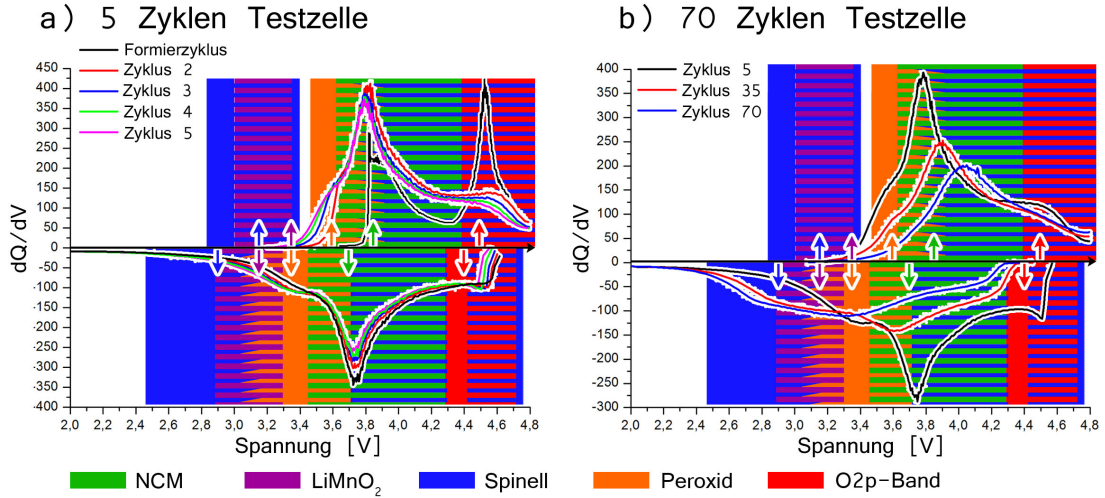 a) 5 Zyklen Testzelle
Formierzyklus
Zyklus 2
Zyklus 3
Zyklus 4
Zyklus 5
dQ/dV
450
400
350
300
250
200
150
100
50
0
-50
-100
-150
-200
-250
-300
-350
-400
2,0 2,2 2,4 2,6 2,8 3,0 3,2 3,4 3,6 3,8 4,0 4,2 4,4 4,6 4,8
Spannung [V]
b) 70 Zyklen Testzelle
Zyklus 5
Zyklus 35
Zyklus 70
dQ/dV
400
350
300
250
200
150
100
50
0
-50
-100
-150
-200
-250
-300
2,0 2,2 2,4 2,6 2,8 3,0 3,2 3,4 3,6 3,8 4,0 4,2 4,4 4,6 4,8
Spannung [V]
NCM LiMnO₂ Spinell Peroxid O2p-Band